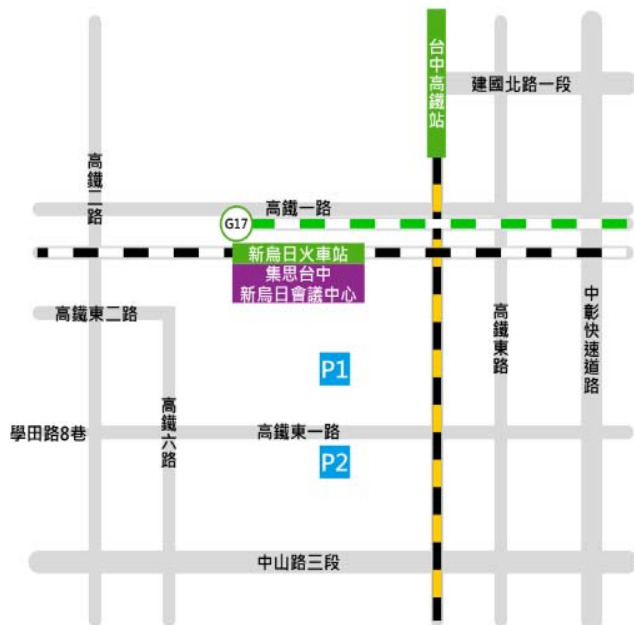 台中高鐵站
建國北路一段
高鐵二路
高鐵一路
G17
新烏日火車站
集思台中
新烏日會議中心
高鐵東二路
高鐵東路
中彰快速道路
P1
高鐵六路
學田路8巷
高鐵東一路
P2
中山路三段